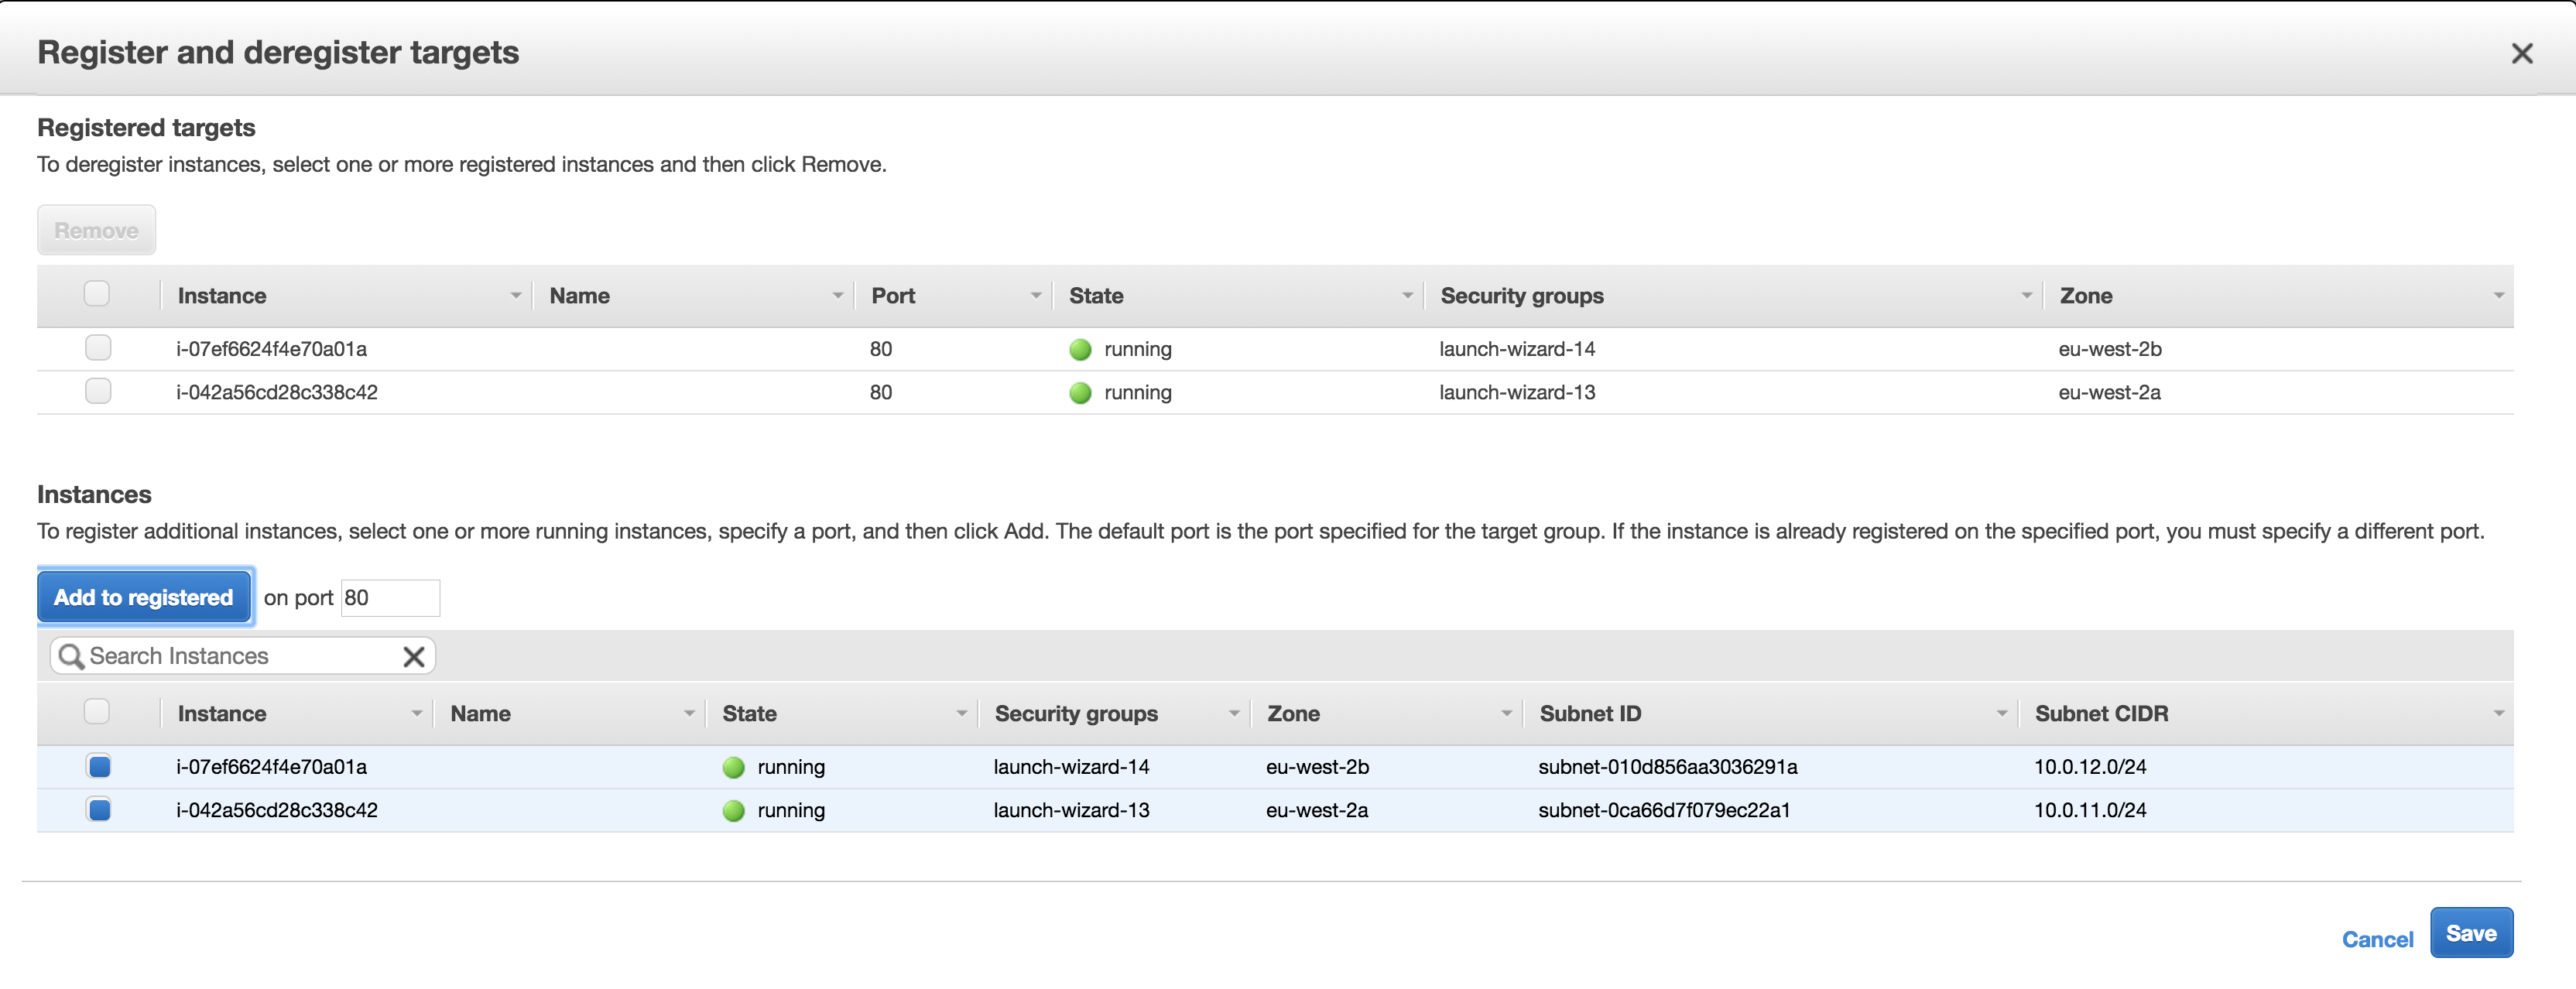 Register and deregister targets
Registered targets
To deregister instances, select one or more registered instances and then click Remove.
Remove
Instance Name Port State Security groups Zone
i-07ef6624f4e70a01a 80 running launch-wizard-14 eu-west-2b
i-042a56cd28c338c42 80 running launch-wizard-13 eu-west-2a
Instances
To register additional instances, select one or more running instances, specify a port, and then click Add. The default port is the port specified for the target group. If the instance is already registered on the specified port, you must specify a different port.
Add to registered on port 80
Search Instances
Instance Name State Security groups Zone Subnet ID Subnet CIDR
i-07ef6624f4e70a01a running launch-wizard-14 eu-west-2b subnet-010d856aa3036291a 10.0.12.0/24
i-042a56cd28c338c42 running launch-wizard-13 eu-west-2a subnet-0ca66d7f079ec22a1 10.0.11.0/24
Cancel Save